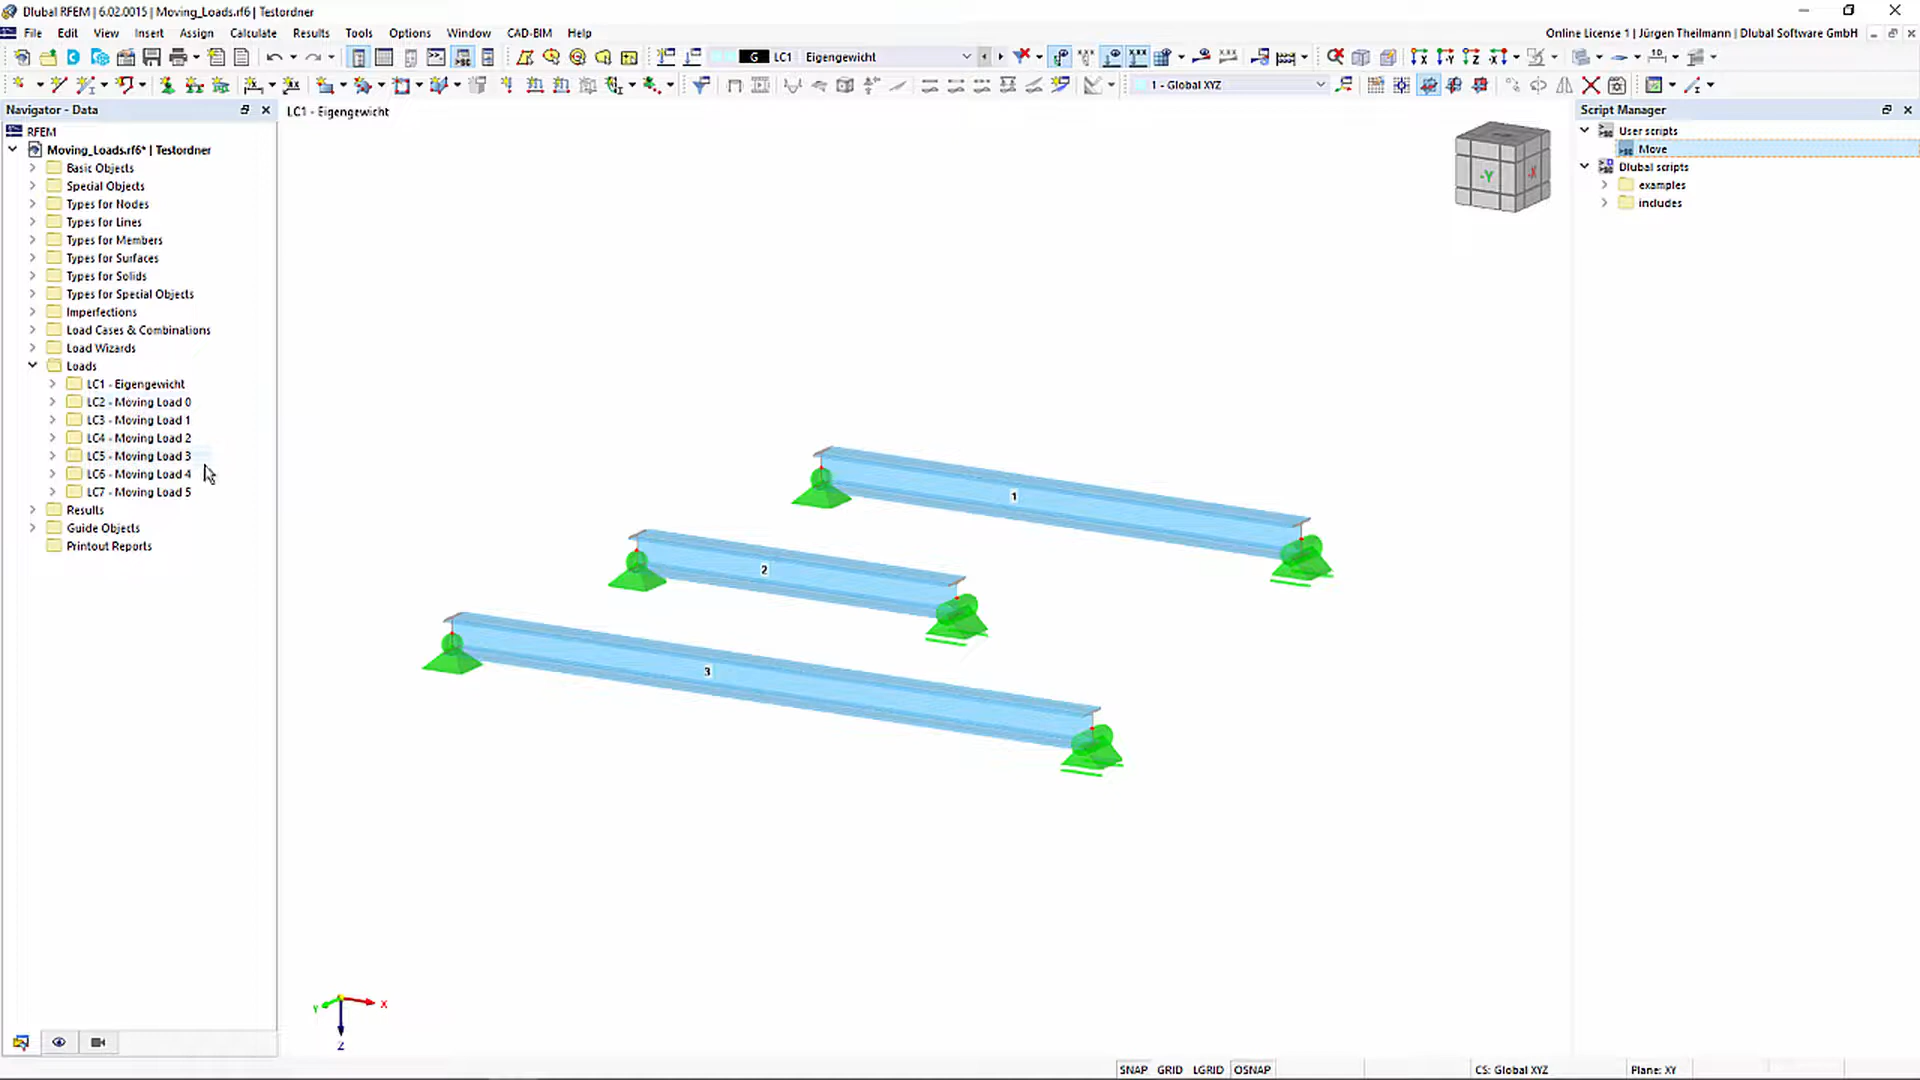 Dlubal RFEM | 6.02.0015 | Moving_Loads.rf6 | Testordner
File Edit View Insert Assign Calculate Results Tools Options Window CAD-BIM Help
Online License 1 | Jürgen Theilmann | Dlubal Software GmbH
G LC1 Eigengewicht
1 - Global XYZ
Navigator - Data
RFEM
Moving_Loads.rf6* | Testordner
Basic Objects
Special Objects
Types for Nodes
Types for Lines
Types for Members
Types for Surfaces
Types for Solids
Types for Special Objects
Imperfections
Load Cases & Combinations
Load Wizards
Loads
LC1 - Eigengewicht
LC2 - Moving Load 0
LC3 - Moving Load 1
LC4 - Moving Load 2
LC5 - Moving Load 3
LC6 - Moving Load 4
LC7 - Moving Load 5
Results
Guide Objects
Printout Reports
LC1 - Eigengewicht
-Y
-X
1
2
3
X
Y
Z
Script Manager
User scripts
Move
Dlubal scripts
examples
includes
SNAP GRID LGRID OSNAP
CS: Global XYZ
Plane: XY